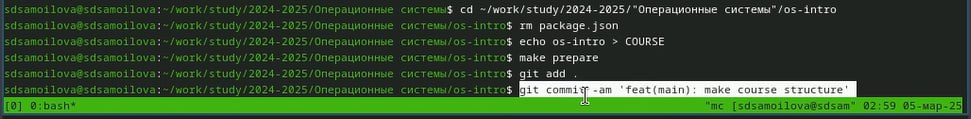 sdsamoilova@sdsamoilova:~/work/study/2024-2025/Операционные системы$ cd ~/work/study/2024-2025/"Операционные системы"/os-intro
sdsamoilova@sdsamoilova:~/work/study/2024-2025/Операционные системы/os-intro$ rm package.json
sdsamoilova@sdsamoilova:~/work/study/2024-2025/Операционные системы/os-intro$ echo os-intro > COURSE
sdsamoilova@sdsamoilova:~/work/study/2024-2025/Операционные системы/os-intro$ make prepare
sdsamoilova@sdsamoilova:~/work/study/2024-2025/Операционные системы/os-intro$ git add .
sdsamoilova@sdsamoilova:~/work/study/2024-2025/Операционные системы/os-intro$ git commit -am 'feat(main): make course structure'
[0] 0:bash* "mc [sdsamoilova@sdsam" 02:59 05-мар-25